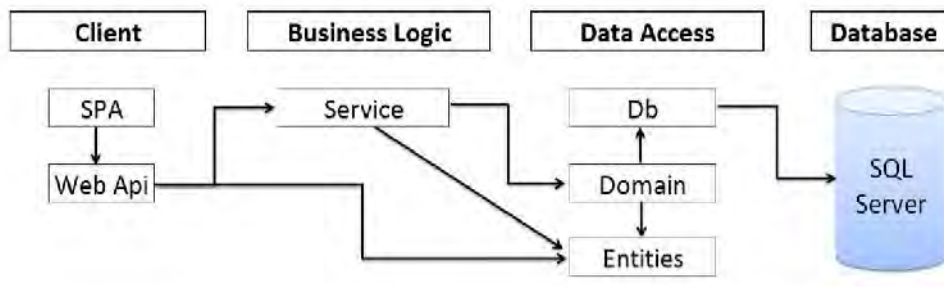 Client
Business Logic
Data Access
Database
SPA
Service
Db
Web Api
Domain
SQL
Server
Entities